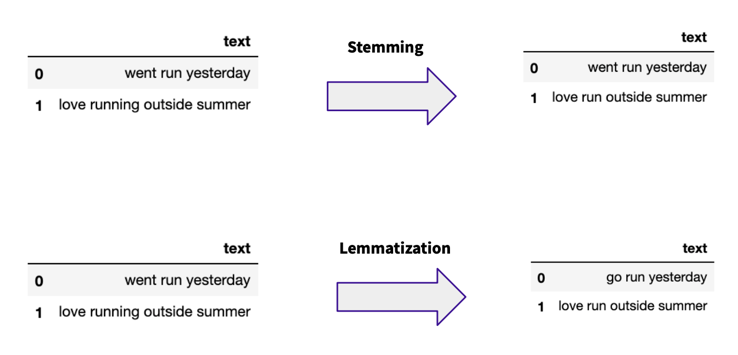 text
0 went run yesterday
1 love running outside summer
Stemming
text
0 went run yesterday
1 love run outside summer
text
0 went run yesterday
1 love running outside summer
Lemmatization
text
0 go run yesterday
1 love run outside summer